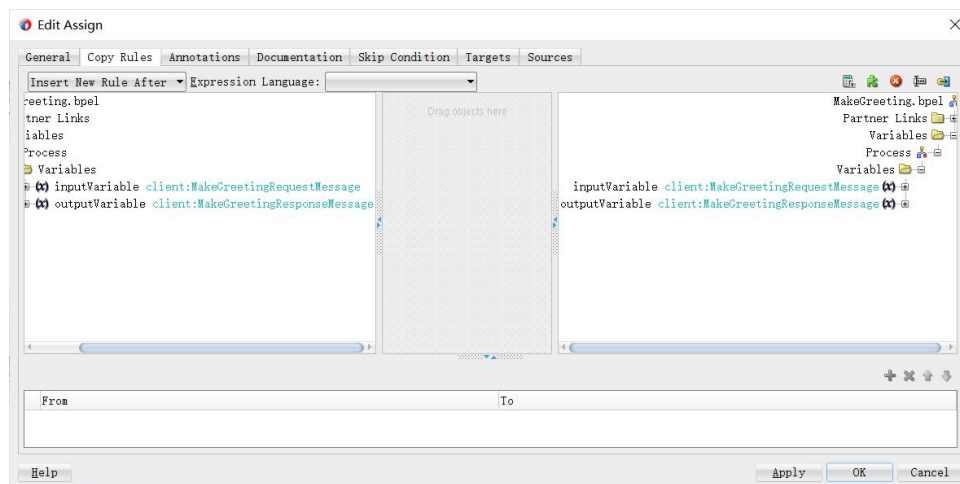 Edit Assign
General Copy Rules Annotations Documentation Skip Condition Targets Sources
Insert New Rule After Expression Language:
reeting.bpel
tner Links
iables
Process
Variables
(x) inputVariable client:MakeGreetingRequestMessage
(x) outputVariable client:MakeGreetingResponseMessage
Drag objects here
MakeGreeting.bpel
Partner Links
Variables
Process
Variables
inputVariable client:MakeGreetingRequestMessage (x)
outputVariable client:MakeGreetingResponseMessage (x)
From To
Help Apply OK Cancel